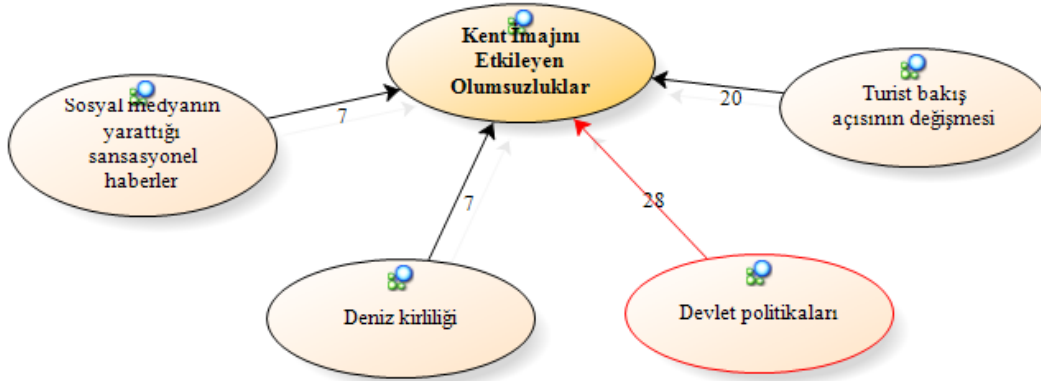 Kent İmajını
Etkileyen
Olumsuzluklar
Sosyal medyanın
yarattığı
sansasyonel
haberler
7
Turist bakış
açısının değişmesi
20
7
28
Deniz kirliliği
Devlet politikaları